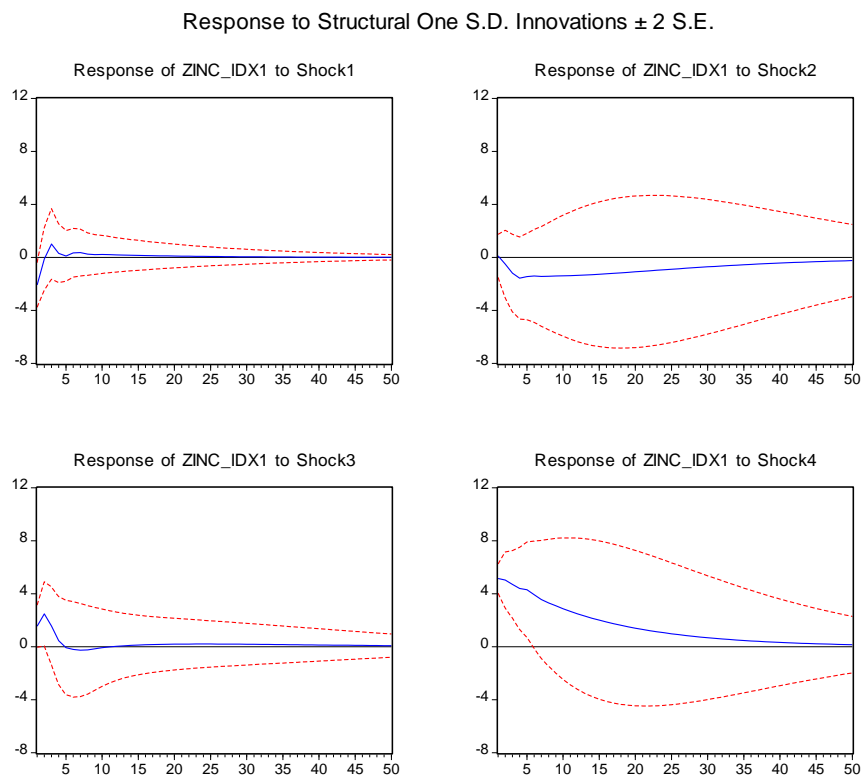 Response to Structural One S.D. Innovations ± 2 S.E.
Response of ZINC_IDX1 to Shock1
12
8
4
0
-4
-8
5 10 15 20 25 30 35 40 45 50
Response of ZINC_IDX1 to Shock2
12
8
4
0
-4
-8
5 10 15 20 25 30 35 40 45 50
Response of ZINC_IDX1 to Shock3
12
8
4
0
-4
-8
5 10 15 20 25 30 35 40 45 50
Response of ZINC_IDX1 to Shock4
12
8
4
0
-4
-8
5 10 15 20 25 30 35 40 45 50